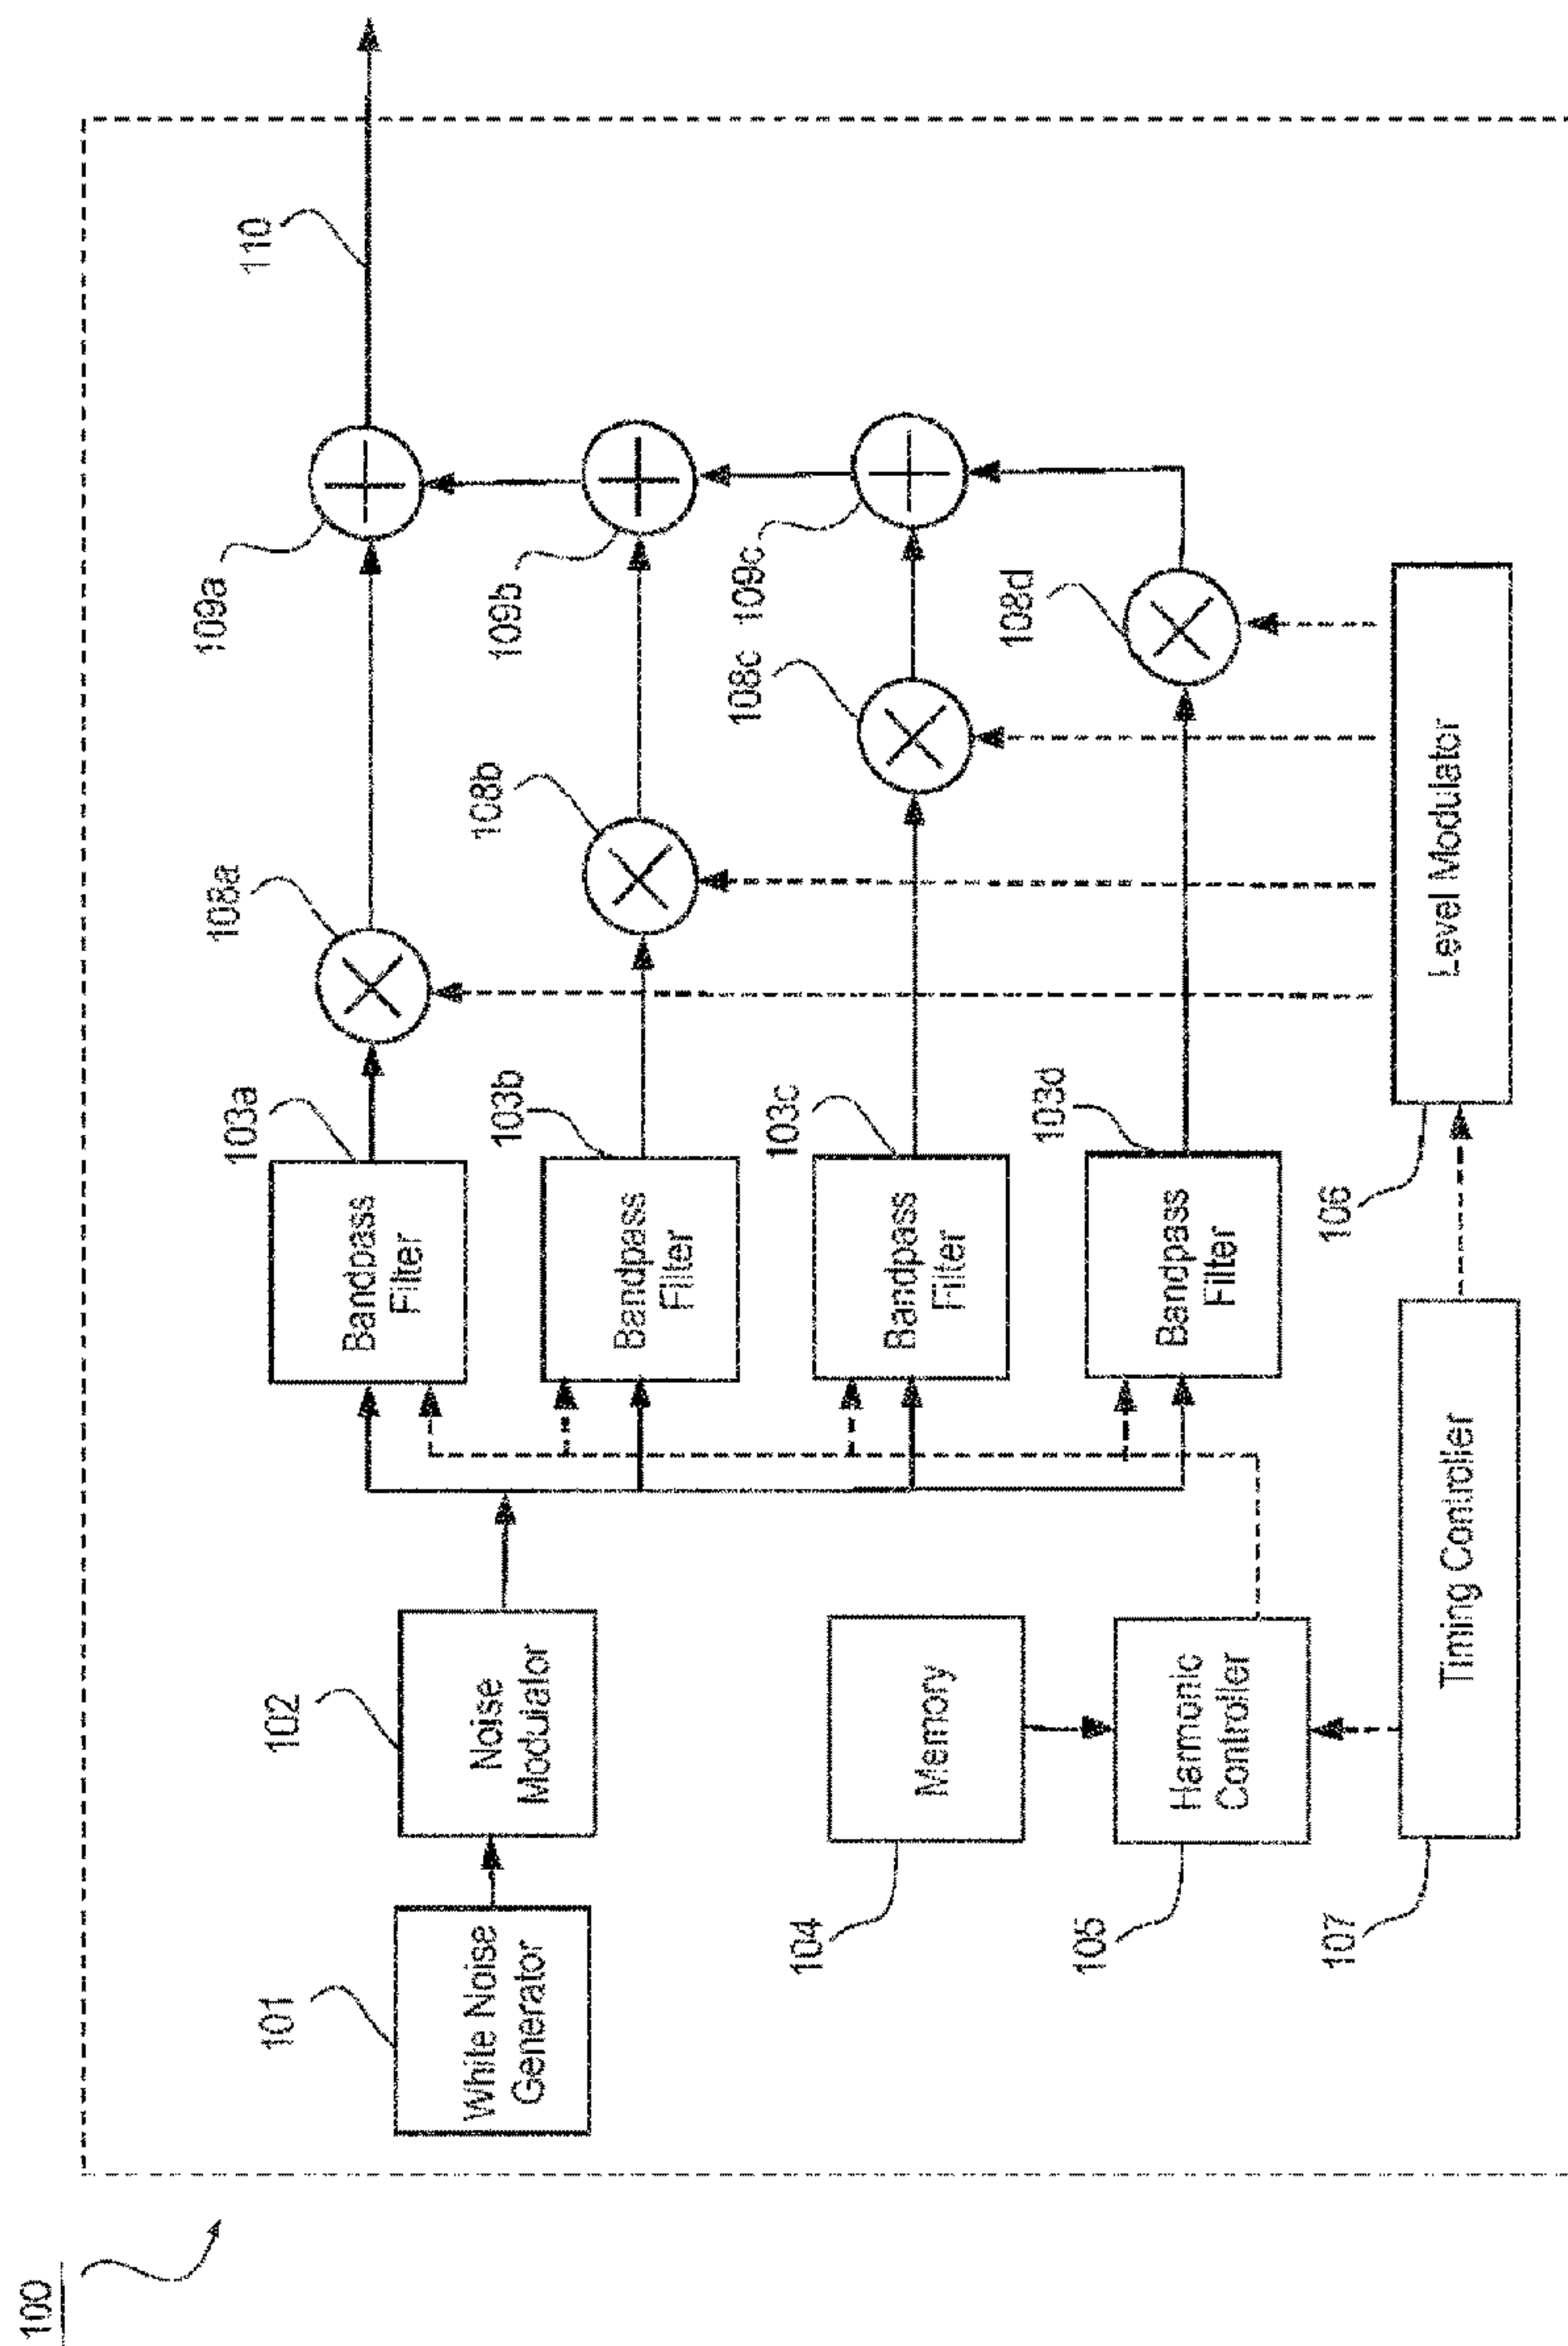 100
110
109a
109b
109c
108a
108b
108c
108d
103a
103b
103c
103d
Bandpass
Filter
Bandpass
Filter
Bandpass
Filter
Bandpass
Filter
101
White Noise
Generator
102
Noise
Modulator
104
Memory
105
Harmonic
Controller
106
Level Modulator
107
Timing Controller